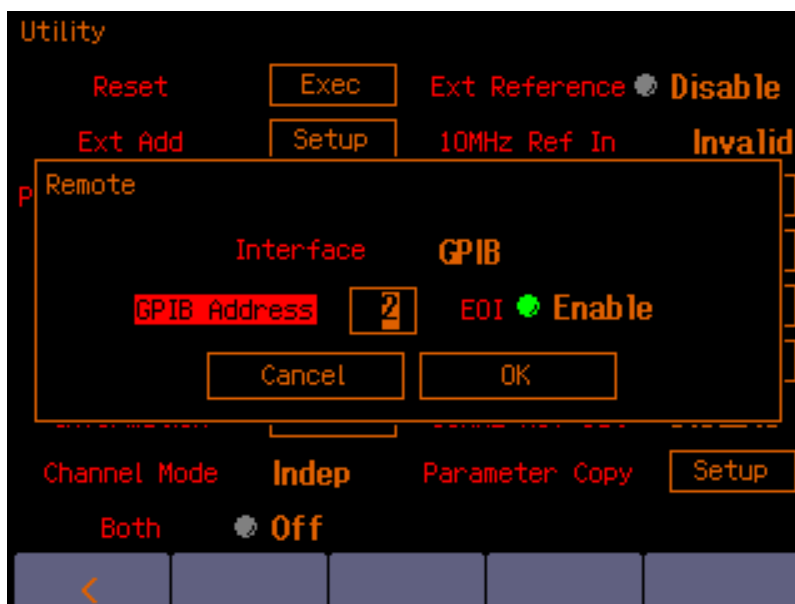 Utility
Reset Exec Ext Reference Disable
Ext Add Setup 10MHz Ref In Invalid
P
Remote
Interface GPIB
GPIB Address 2 EOI Enable
Cancel OK
Channel Mode Indep Parameter Copy Setup
Both Off
<